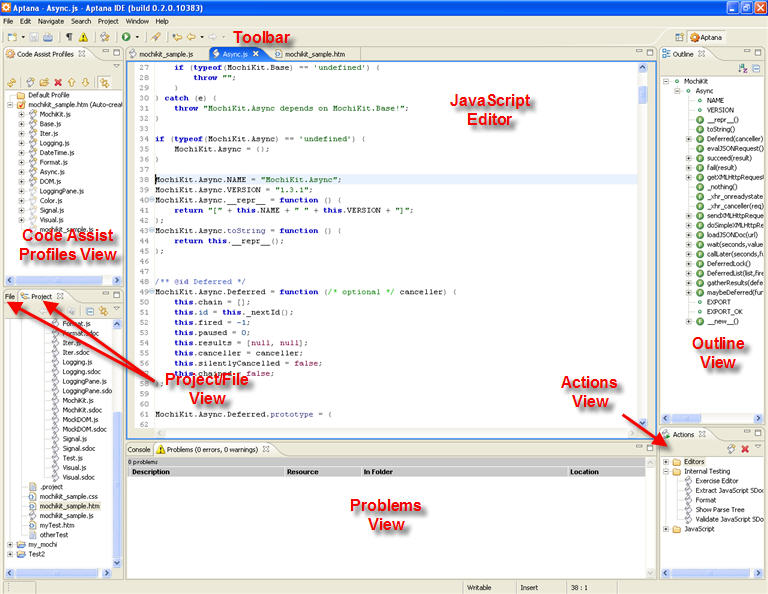 Aptana - Async.js - Aptana IDE (build 0.2.0.10383)
File Edit Navigate Search Project Window Help
Toolbar
Aptana
Code Assist Profiles
Default Profile
mochikit_sample.htm (Auto-creat
MochiKit.js
Base.js
Iter.js
Logging.js
DateTime.js
Format.js
Async.js
DOM.js
LoggingPane.js
Color.js
Signal.js
Visual.js
mochikit_sample.js
Code Assist
Profiles View
File Project
Format.js
Format.sdoc
Iter.js
Iter.sdoc
Logging.js
Logging.sdoc
LoggingPane.js
LoggingPane.sdo
MochiKit.js
MochiKit.sdoc
MockDOM.js
MockDOM.sdoc
Signal.js
Signal.sdoc
Test.js
Visual.js
Visual.sdoc
.project
mochikit_sample.css
mochikit_sample.htm
mochikit_sample.js
myTest.htm
otherTest
my_mochi
Test2
Project/File
View
mochikit_sample.js Async.js mochikit_sample.htm
27 if (typeof(MochiKit.Base) == 'undefined') {
28 throw "";
29 }
30 } catch (e) {
31 throw "MochiKit.Async depends on MochiKit.Base!";
32 }
33
34 if (typeof(MochiKit.Async) == 'undefined') {
35 MochiKit.Async = {};
36 }
37
38 MochiKit.Async.NAME = "MochiKit.Async";
39 MochiKit.Async.VERSION = "1.3.1";
40 MochiKit.Async.__repr__ = function () {
41 return "[" + this.NAME + " " + this.VERSION + "]";
42 };
43 MochiKit.Async.toString = function () {
44 return this.__repr__();
45 };
46
47
48 /** @id Deferred */
49 MochiKit.Async.Deferred = function (/* optional */ canceller) {
50 this.chain = [];
51 this.id = this._nextId();
52 this.fired = -1;
53 this.paused = 0;
54 this.results = [null, null];
55 this.canceller = canceller;
56 this.silentlyCancelled = false;
57 this.chained = false;
58 };
59
60
61 MochiKit.Async.Deferred.prototype = {
JavaScript
Editor
Console Problems (0 errors, 0 warnings)
0 problems
Description Resource In Folder Location
Problems
View
Outline
MochiKit
Async
NAME
VERSION
__repr__()
toString()
Deferred(canceller)
evalJSONRequest(
succeed(result)
fail(result)
getXMLHttpReques
_nothing()
_xhr_onreadystate
_xhr_canceller(req)
sendXMLHttpReque
doSimpleXMLHttpR
loadJSONDoc(url)
wait(seconds,value
callLater(seconds,fu
DeferredLock()
DeferredList(list,fire
gatherResults(defe
maybeDeferred(fun
EXPORT
EXPORT_OK
__new__()
Outline
View
Actions
View
Actions
Editors
Internal Testing
Exercise Editor
Extract JavaScript SDoc
Format
Show Parse Tree
Validate JavaScript SDoc
JavaScript
Writable Insert 38 : 1